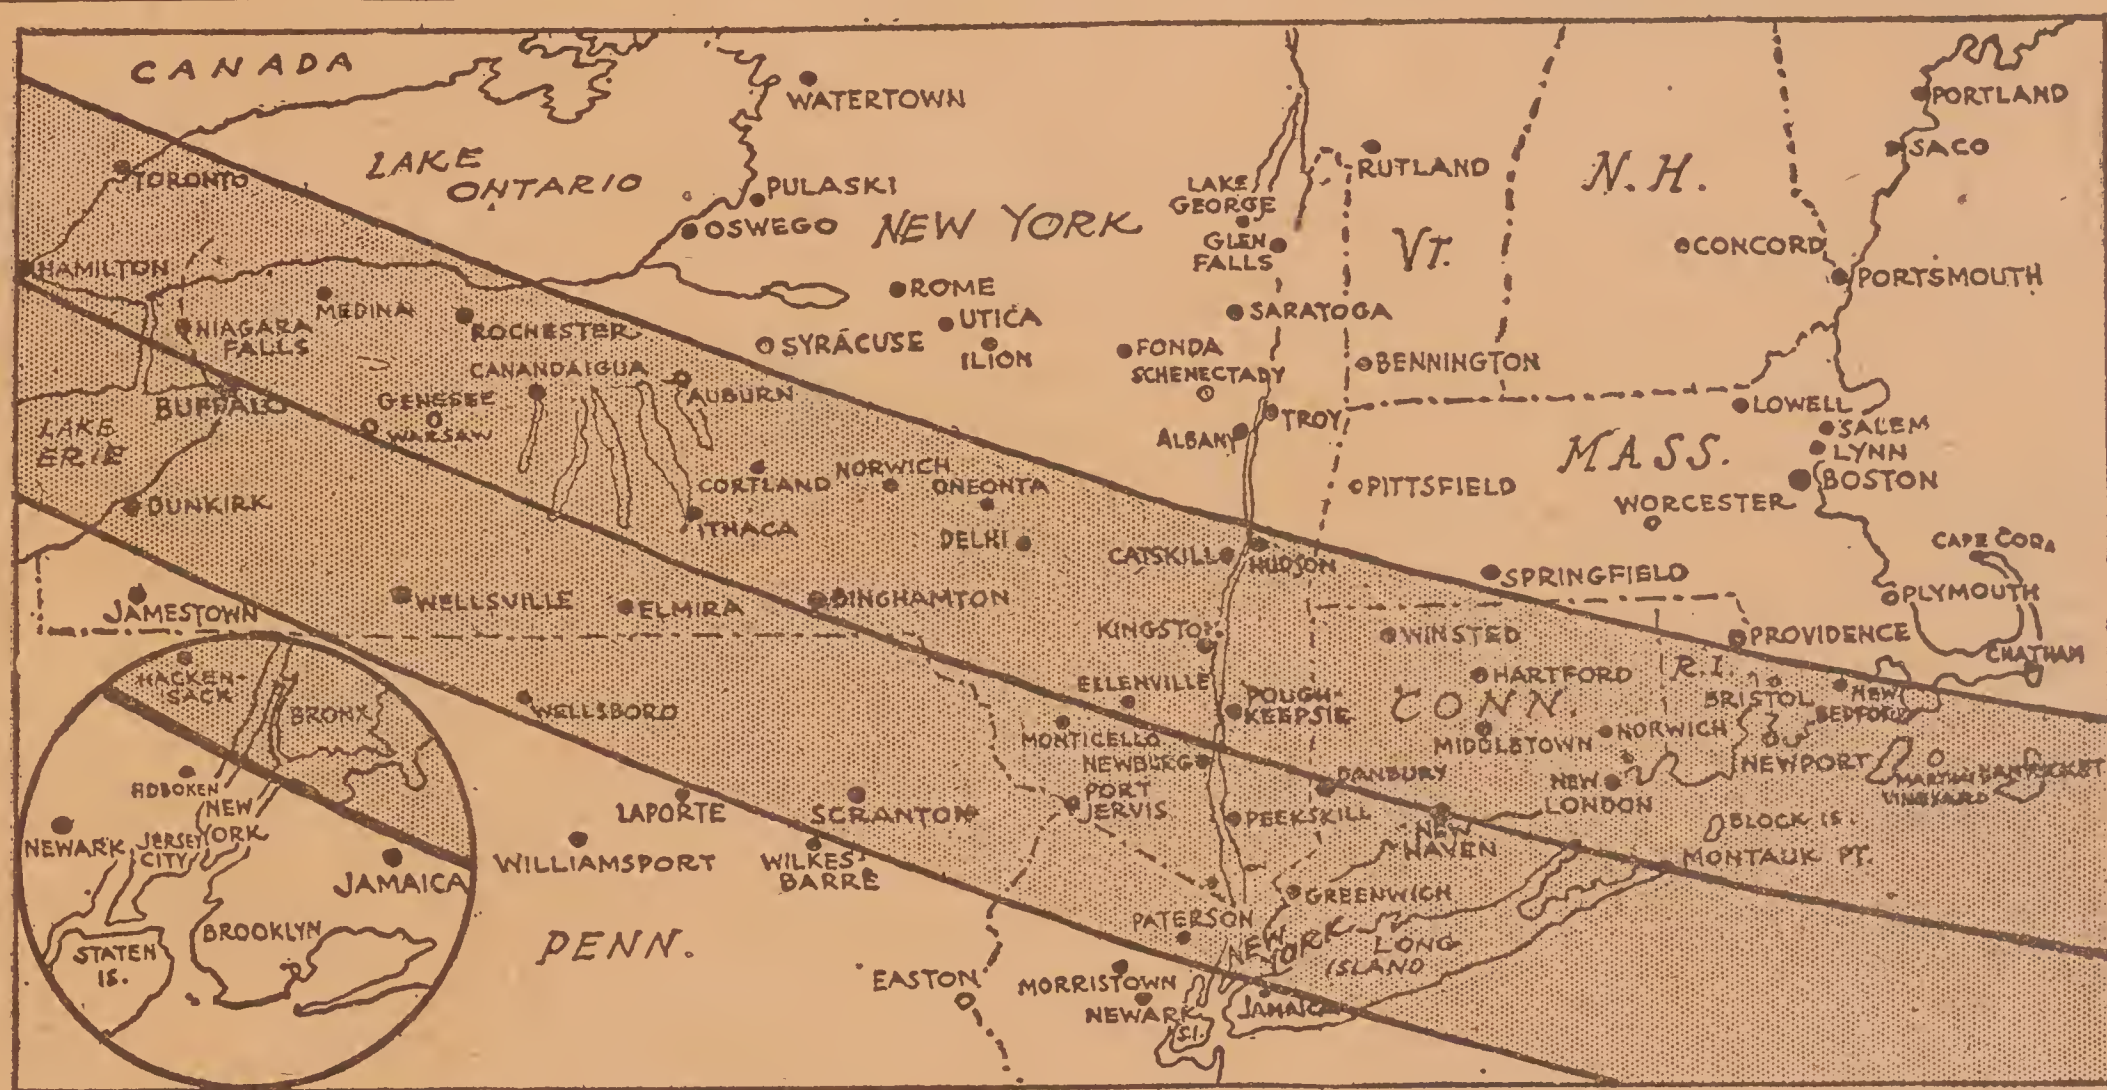 CANADA
WATERTOWN
PORTLAND
LAKE
ONTARIO
TORONTO
PULASKI
OSWEGO
NEW YORK
LAKE
GEORGE
GLEN
FALLS
RUTLAND
VT.
N.H.
SACO
CONCORD
PORTSMOUTH
HAMILTON
MEDINA
NIAGARA
FALLS
ROCHESTER
ROME
UTICA
ILION
SYRACUSE
SARATOGA
FONDA
SCHENECTADY
BENNINGTON
CANANDAIGUA
AUBURN
BUFFALO
GENESEE
WARSAW
ALBANY
TROY
LOWELL
SALEM
LYNN
BOSTON
MASS.
WORCESTER
PITTSFIELD
LAKE
ERIE
DUNKIRK
CORTLAND
NORWICH
ONEONTA
ITHACA
DELHI
CATSKILL
HUDSON
SPRINGFIELD
CAPE COD
PLYMOUTH
CHATHAM
JAMESTOWN
WELLSVILLE
ELMIRA
BINGHAMTON
KINGSTON
WINSTED
PROVIDENCE
HARTFORD
R.I.
BRISTOL
NEW
BEDFORD
ELLENVILLE
POUGH-
KEEPSIE
CONN.
MIDDLETOWN
NORWICH
NEWPORT
MARTHAS
VINEYARD
NANTUCKET
HACKEN-
SACK
BRONX
WELLSBORO
MONTICELLO
NEWBURG
PORT
JERVIS
DANBURY
NEW
LONDON
BLOCK IS.
MONTAUK PT.
HOBOKEN
NEW
YORK
NEWARK
JERSEY
CITY
JAMAICA
STATEN
IS.
BROOKLYN
LAPORTE
SCRANTON
PEEKSKILL
NEW
HAVEN
WILLIAMSPORT
WILKES
BARRE
GREENWICH
PATERSON
NEW
YORK
LONG
ISLAND
PENN.
EASTON
MORRISTOWN
NEWARK
S.I.
JAMAICA